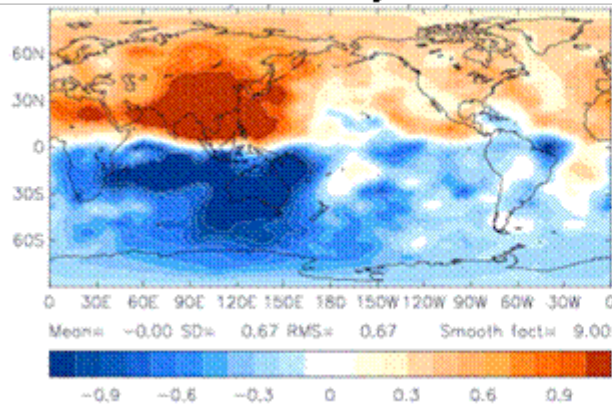 60N
30N
0
30S
60S
0 30E 60E 90E 120E 150E 180 150W 120W 90W 60W 30W 0
Mean= -0.00 SD= 0.67 RMS= 0.67 Smooth fact= 9.00
-0.9 -0.6 -0.3 0 0.3 0.6 0.9